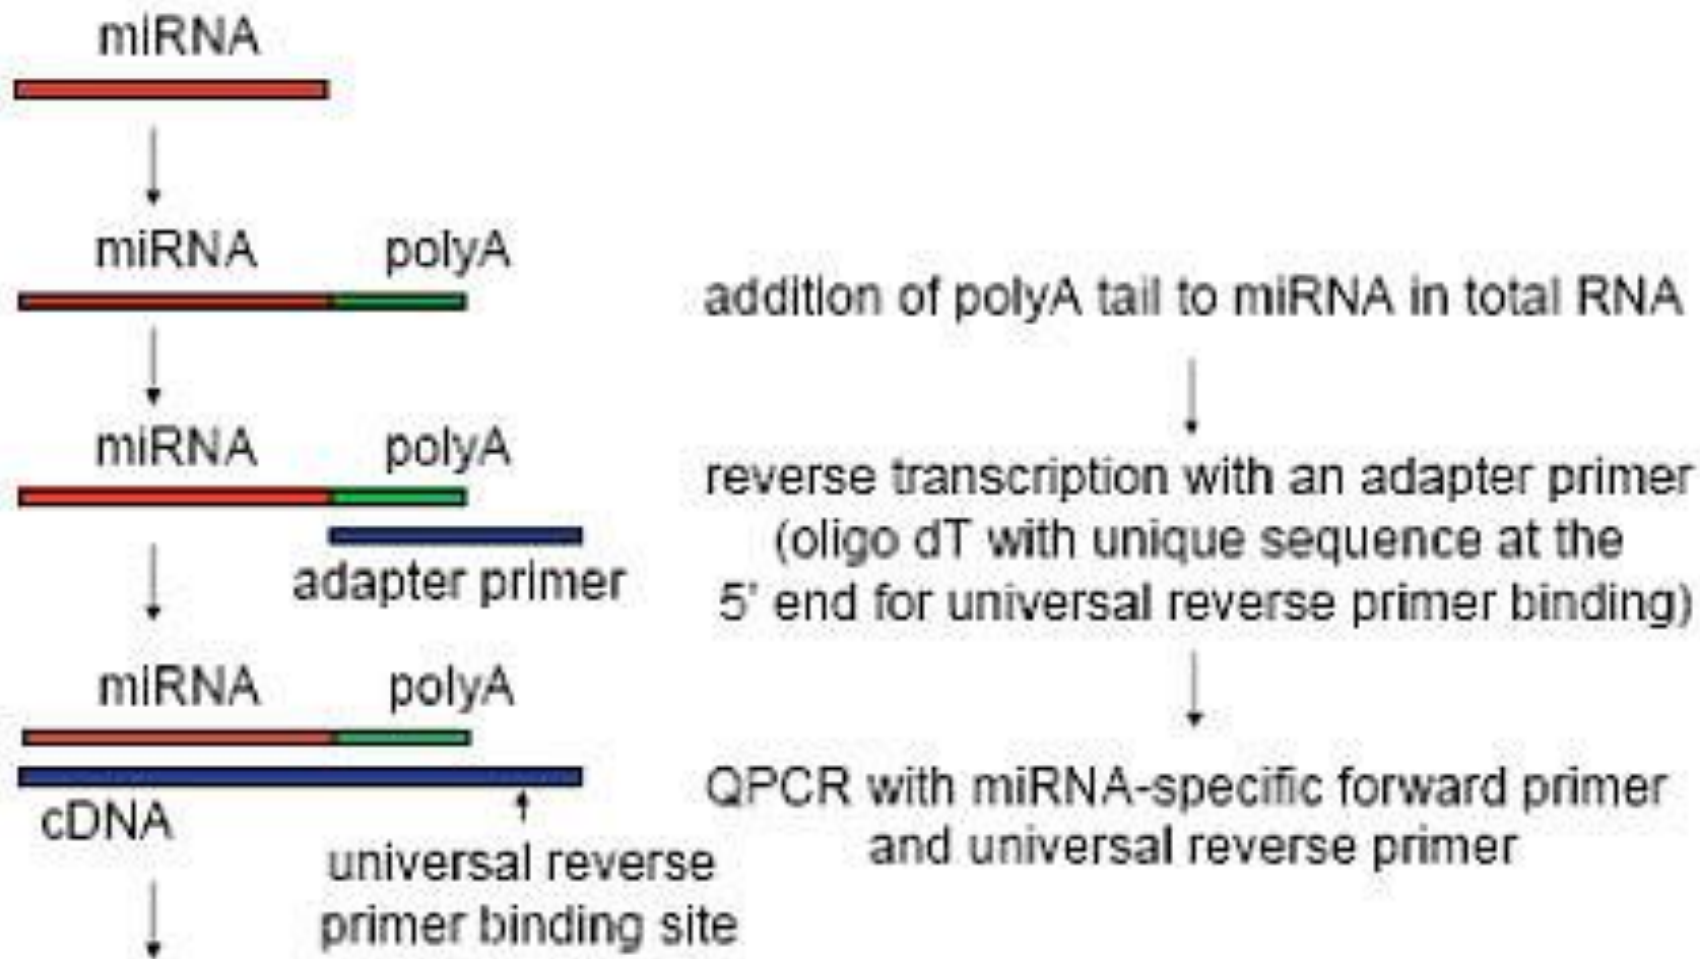 miRNA
miRNA polyA
addition of polyA tail to miRNA in total RNA
miRNA polyA
reverse transcription with an adapter primer
(oligo dT with unique sequence at the
5' end for universal reverse primer binding)
adapter primer
miRNA polyA
QPCR with miRNA-specific forward primer
and universal reverse primer
cDNA
universal reverse
primer binding site